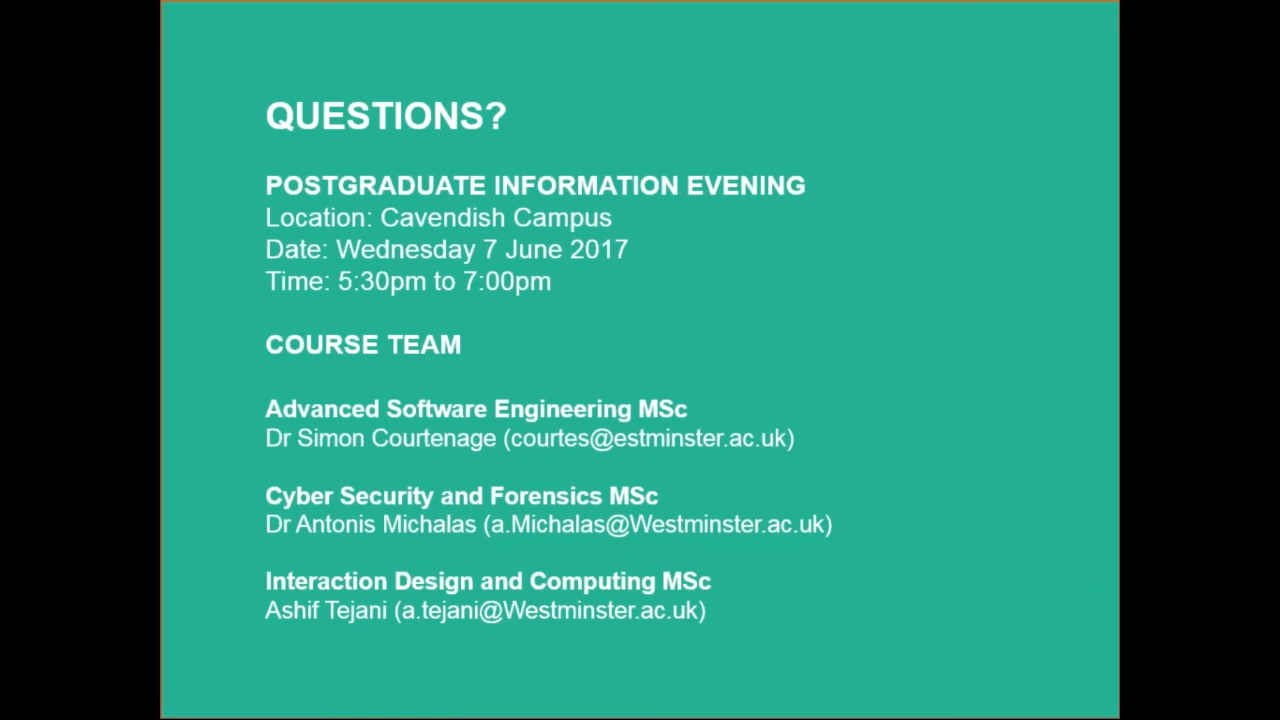 QUESTIONS?
POSTGRADUATE INFORMATION EVENING
Location: Cavendish Campus
Date: Wednesday 7 June 2017
Time: 5:30pm to 7:00pm
COURSE TEAM
Advanced Software Engineering MSc
Dr Simon Courtenage (courtes@estminster.ac.uk)
Cyber Security and Forensics MSc
Dr Antonis Michalas (a.Michalas@Westminster.ac.uk)
Interaction Design and Computing MSc
Ashif Tejani (a.tejani@Westminster.ac.uk)